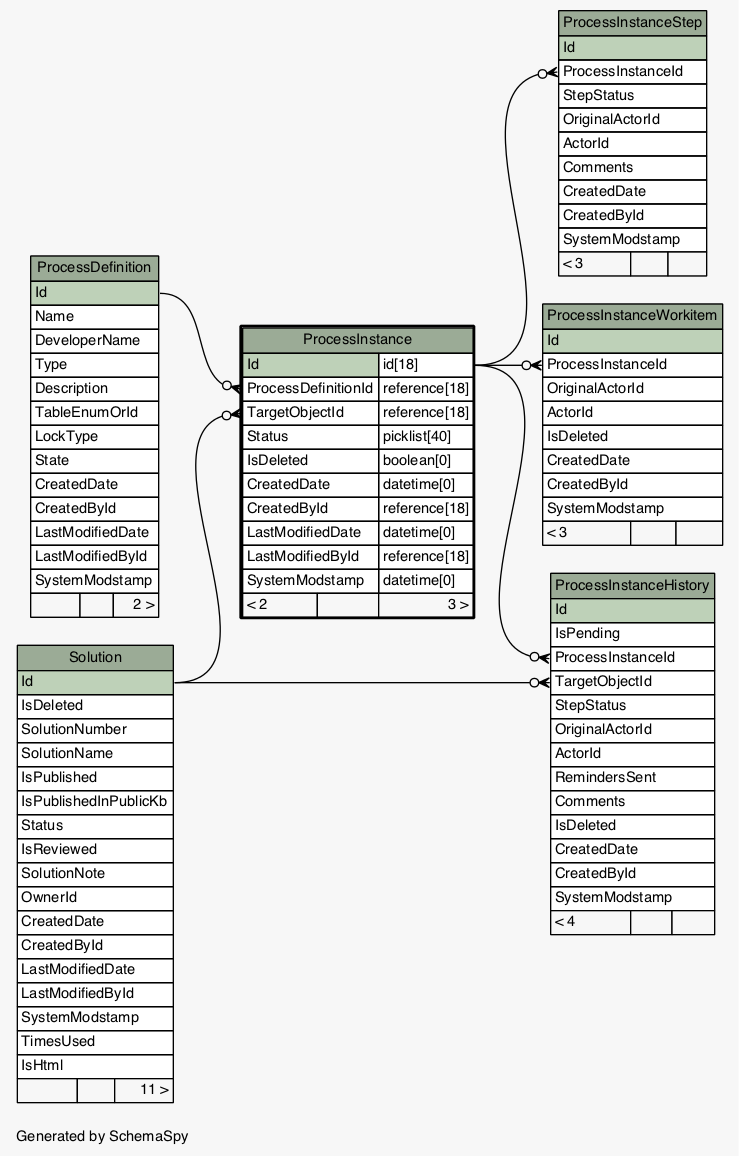 ProcessInstanceStep
Id
ProcessInstanceId
StepStatus
OriginalActorId
ActorId
Comments
CreatedDate
CreatedById
SystemModstamp
< 3
ProcessDefinition
Id
Name
DeveloperName
Type
Description
TableEnumOrId
LockType
State
CreatedDate
CreatedById
LastModifiedDate
LastModifiedById
SystemModstamp
2 >
ProcessInstance
Id id[18]
ProcessDefinitionId reference[18]
TargetObjectId reference[18]
Status picklist[40]
IsDeleted boolean[0]
CreatedDate datetime[0]
CreatedById reference[18]
LastModifiedDate datetime[0]
LastModifiedById reference[18]
SystemModstamp datetime[0]
< 2 3 >
ProcessInstanceWorkitem
Id
ProcessInstanceId
OriginalActorId
ActorId
IsDeleted
CreatedDate
CreatedById
SystemModstamp
< 3
ProcessInstanceHistory
Id
IsPending
ProcessInstanceId
TargetObjectId
StepStatus
OriginalActorId
ActorId
RemindersSent
Comments
IsDeleted
CreatedDate
CreatedById
SystemModstamp
< 4
Solution
Id
IsDeleted
SolutionNumber
SolutionName
IsPublished
IsPublishedInPublicKb
Status
IsReviewed
SolutionNote
OwnerId
CreatedDate
CreatedById
LastModifiedDate
LastModifiedById
SystemModstamp
TimesUsed
IsHtml
11 >
Generated by SchemaSpy